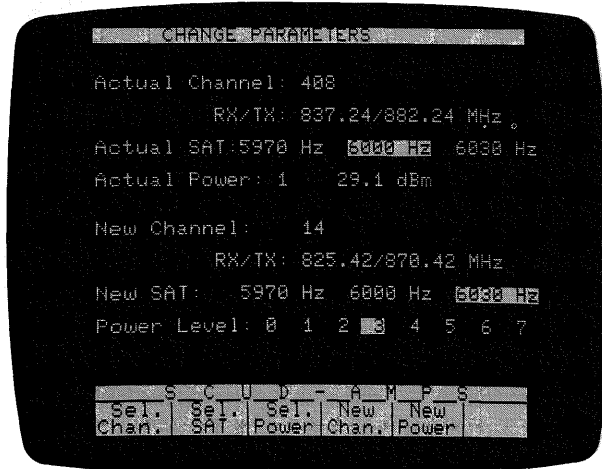 CHANGE PARAMETERS
Actual Channel: 408
RX/TX: 837.24/882.24 MHz
Actual SAT:5970 Hz 6000 Hz 6030 Hz
Actual Power: 1 29.1 dBm
New Channel: 14
RX/TX: 825.42/870.42 MHz
New SAT: 5970 Hz 6000 Hz 6030 Hz
Power Level: 0 1 2 3 4 5 6 7
S C U D - A M P S
Sel. Sel. Sel. New New
Chan. SAT Power Chan. Power